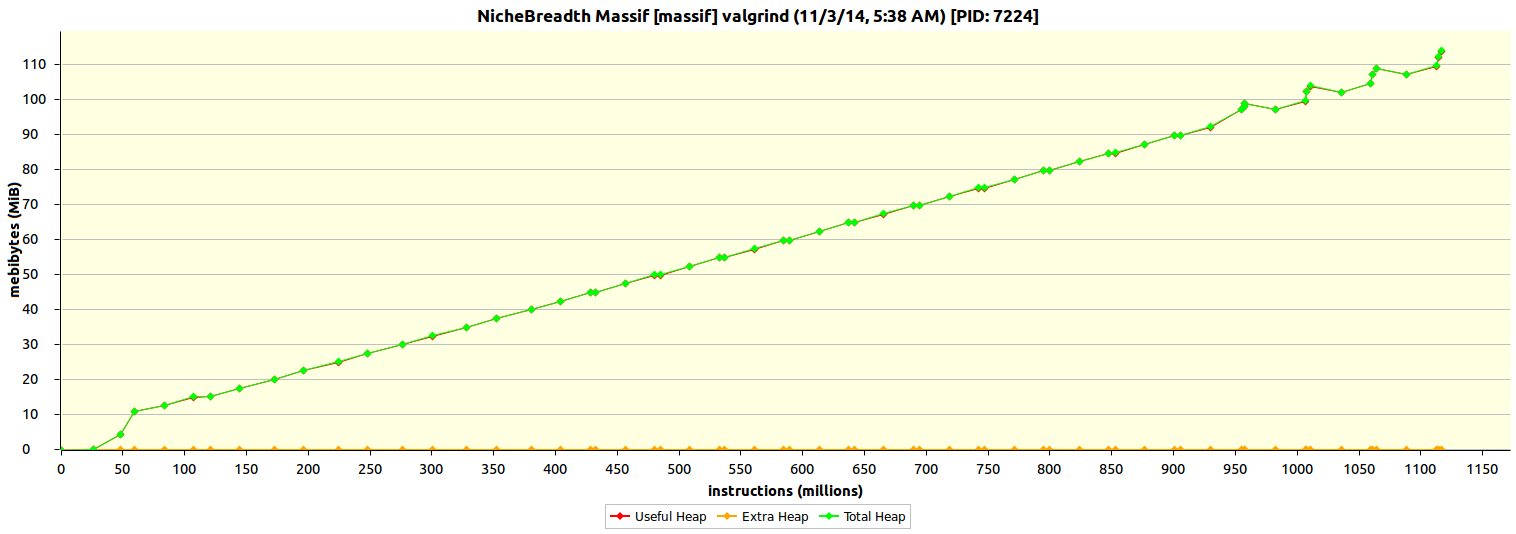 NicheBreadth Massif [massif] valgrind (11/3/14, 5:38 AM) [PID: 7224]
mebibytes (MiB)
110
100
90
80
70
60
50
40
30
20
10
0
0 50 100 150 200 250 300 350 400 450 500 550 600 650 700 750 800 850 900 950 1000 1050 1100 1150
instructions (millions)
Useful Heap Extra Heap Total Heap